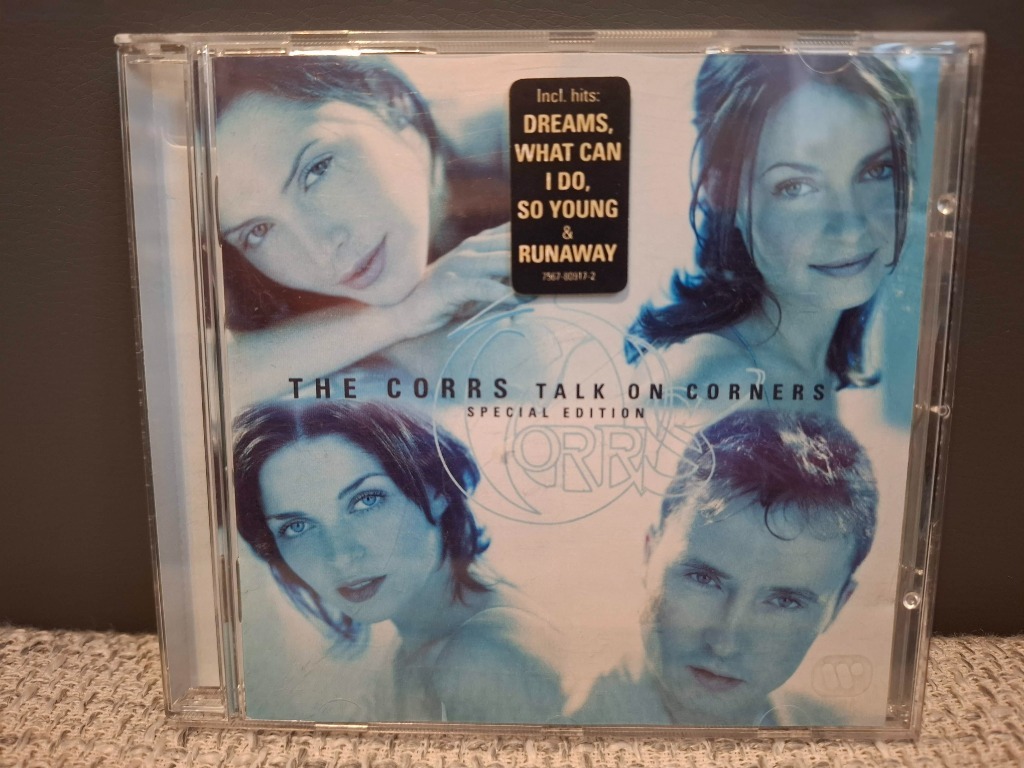 Incl. hits:
DREAMS,
WHAT CAN
I DO,
SO YOUNG
&
RUNAWAY
7567-80917-2
THE CORRS TALK ON CORNERS
SPECIAL EDITION
CORRS